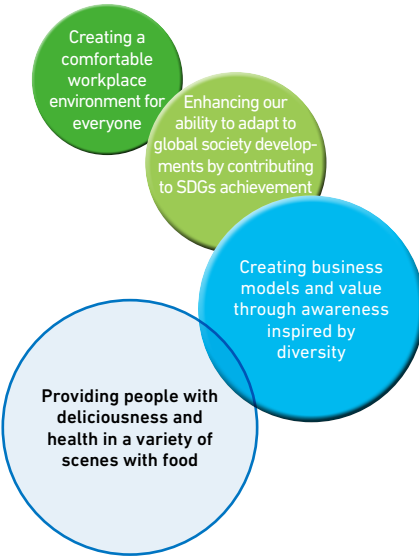 Creating a
comfortable
workplace
environment for
everyone
Enhancing our
ability to adapt to
global society develop-
ments by contributing
to SDGs achievement
Creating business
models and value
through awareness
inspired by
diversity
Providing people with
deliciousness and
health in a variety of
scenes with food